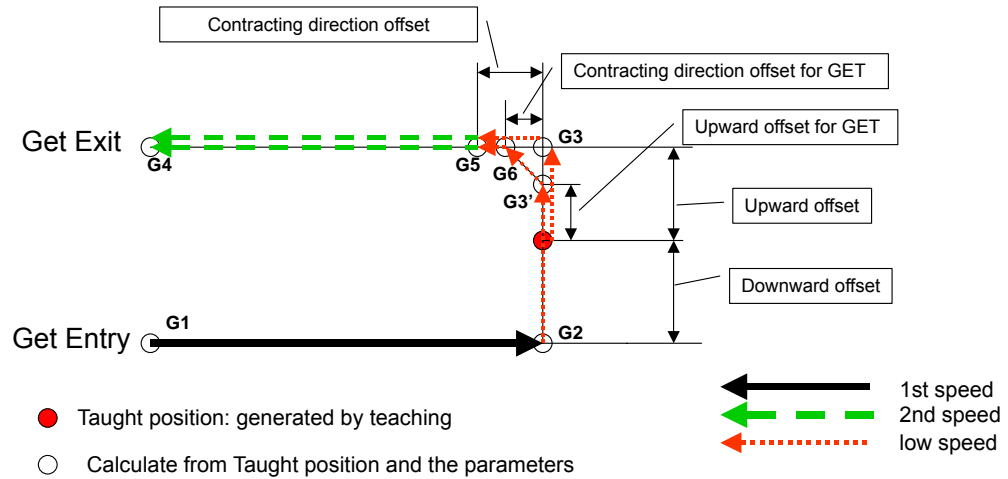 Contracting direction offset
Contracting direction offset for GET
Upward offset for GET
Get Exit
G4
G5
G6
G3
G3’
Upward offset
Downward offset
Get Entry
G1
G2
Taught position: generated by teaching
Calculate from Taught position and the parameters
1st speed
2nd speed
low speed